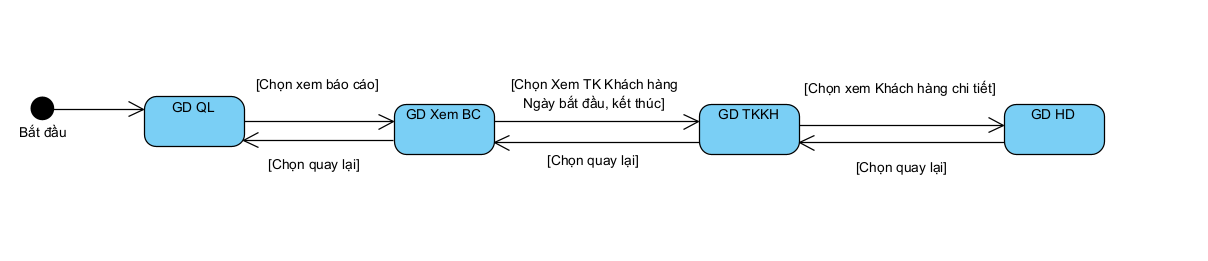 Bắt đầu
GD QL
[Chọn xem báo cáo]
[Chọn quay lại]
GD Xem BC
[Chọn Xem TK Khách hàng
Ngày bắt đầu, kết thúc]
[Chọn quay lại]
GD TKKH
[Chọn xem Khách hàng chi tiết]
[Chọn quay lại]
GD HD